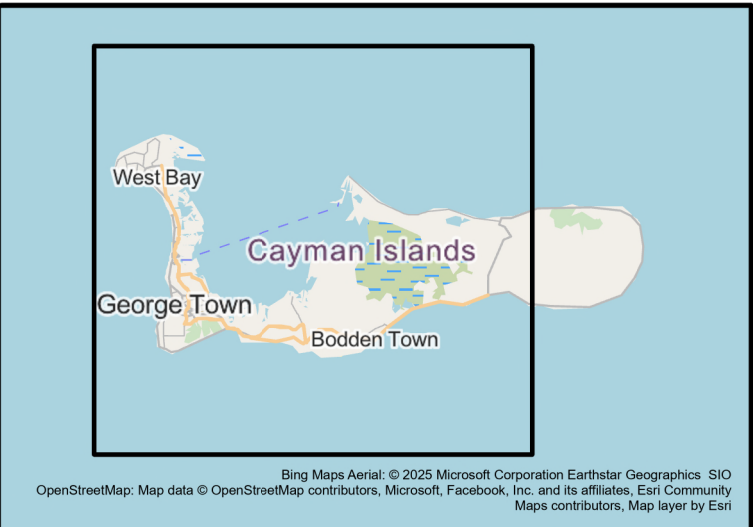 West Bay
Cayman Islands
George Town
Bodden Town
Bing Maps Aerial: © 2025 Microsoft Corporation Earthstar Geographics  SIO
OpenStreetMap: Map data © OpenStreetMap contributors, Microsoft, Facebook, Inc. and its affiliates, Esri Community
Maps contributors, Map layer by Esri